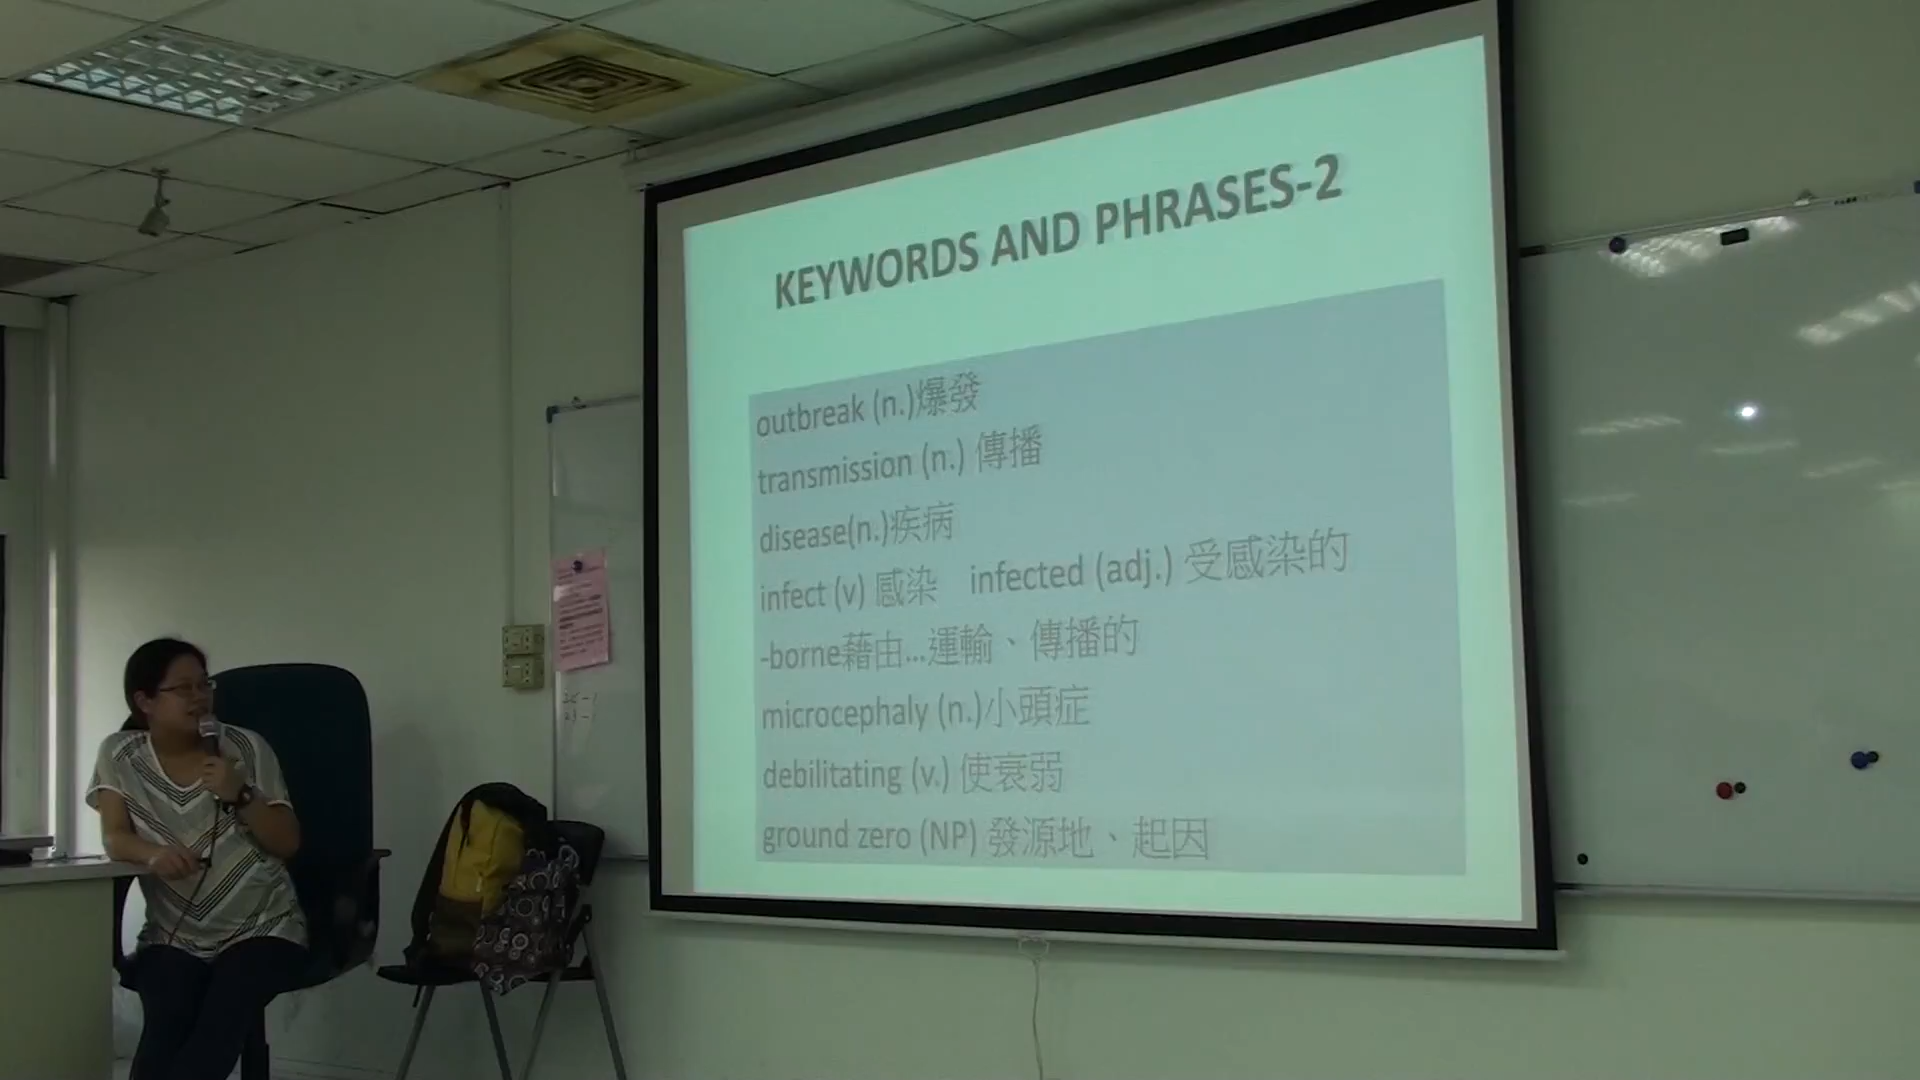 KEYWORDS AND PHRASES-2
outbreak (n.)爆發
transmission (n.) 傳播
disease(n.)疾病
infect (v) 感染 infected (adj.) 受感染的
-borne藉由...運輸、傳播的
microcephaly (n.)小頭症
debilitating (v.) 使衰弱
ground zero (NP) 發源地、起因